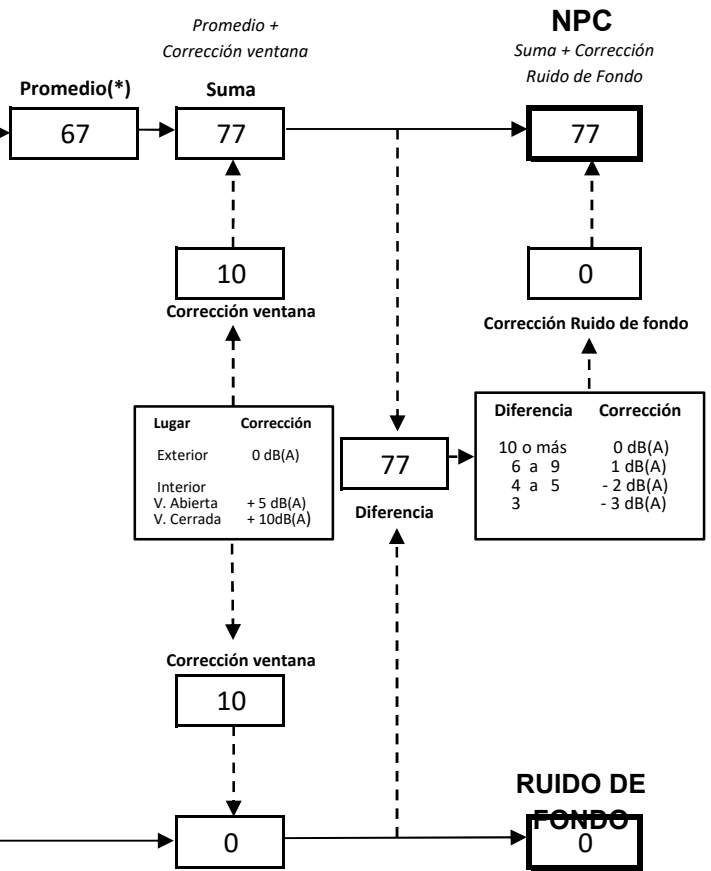 Promedio +
Corrección ventana
NPC
Suma + Corrección
Ruido de Fondo
Promedio(*)
Suma
67
77
77
10
0
Corrección ventana
Corrección Ruido de fondo
Lugar Corrección
Exterior 0 dB(A)
Interior
V. Abierta + 5 dB(A)
V. Cerrada + 10dB(A)
77
Diferencia
Diferencia Corrección
10 o más 0 dB(A)
6 a 9 1 dB(A)
4 a 5 - 2 dB(A)
3 - 3 dB(A)
Corrección ventana
10
RUIDO DE
FONDO
0
0